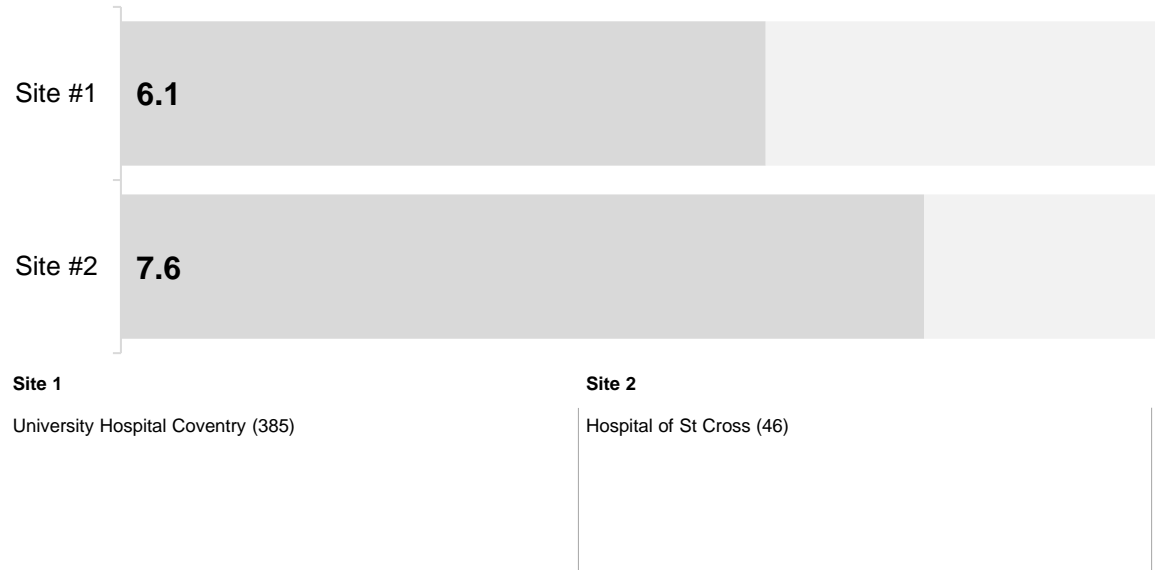 Site #1
6.1
Site #2
7.6
Site 1
Site 2
University Hospital Coventry (385)
Hospital of St Cross (46)